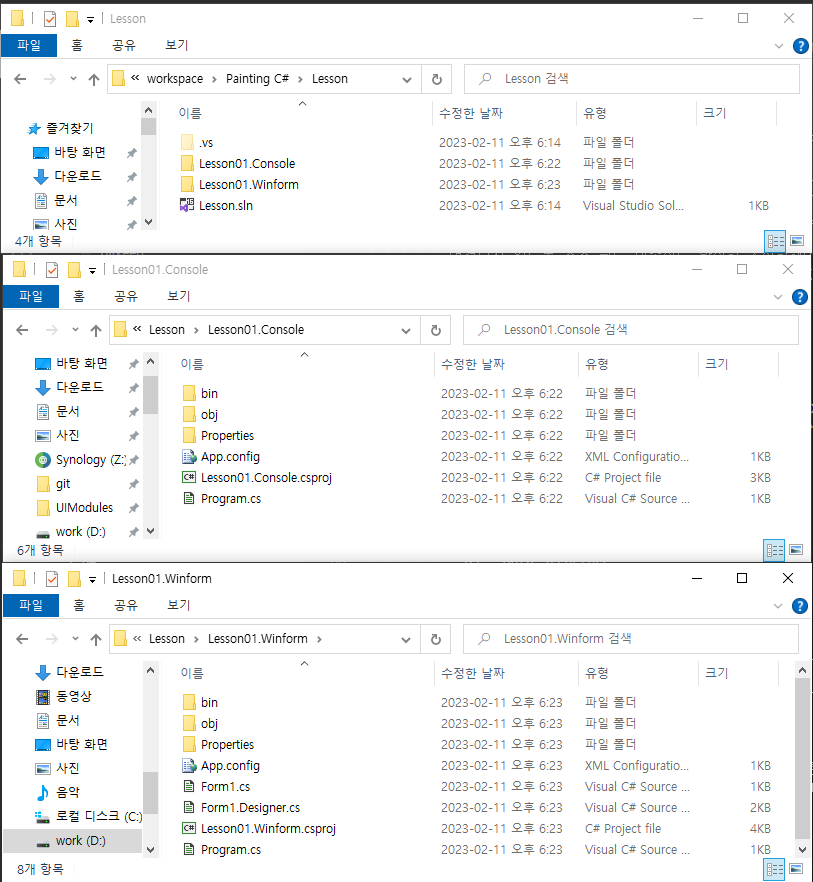 Lesson
파일 홈 공유 보기
« workspace › Painting C# › Lesson Lesson 검색
이름 수정한 날짜 유형 크기
즐겨찾기
바탕 화면
다운로드
문서
사진
.vs 2023-02-11 오후 6:14 파일 폴더
Lesson01.Console 2023-02-11 오후 6:22 파일 폴더
Lesson01.Winform 2023-02-11 오후 6:23 파일 폴더
Lesson.sln 2023-02-11 오후 6:14 Visual Studio Sol... 1KB
4개 항목
Lesson01.Console
파일 홈 공유 보기
« Lesson › Lesson01.Console Lesson01.Console 검색
이름 수정한 날짜 유형 크기
바탕 화면
다운로드
문서
사진
Synology (Z:)
git
UIModules
work (D:)
bin 2023-02-11 오후 6:22 파일 폴더
obj 2023-02-11 오후 6:22 파일 폴더
Properties 2023-02-11 오후 6:22 파일 폴더
App.config 2023-02-11 오후 6:22 XML Configuratio... 1KB
Lesson01.Console.csproj 2023-02-11 오후 6:22 C# Project file 3KB
Program.cs 2023-02-11 오후 6:22 Visual C# Source ... 1KB
6개 항목
Lesson01.Winform
파일 홈 공유 보기
« Lesson › Lesson01.Winform › Lesson01.Winform 검색
이름 수정한 날짜 유형 크기
다운로드
동영상
문서
바탕 화면
사진
음악
로컬 디스크 (C:)
work (D:)
bin 2023-02-11 오후 6:23 파일 폴더
obj 2023-02-11 오후 6:23 파일 폴더
Properties 2023-02-11 오후 6:23 파일 폴더
App.config 2023-02-11 오후 6:23 XML Configuratio... 1KB
Form1.cs 2023-02-11 오후 6:23 Visual C# Source ... 1KB
Form1.Designer.cs 2023-02-11 오후 6:23 Visual C# Source ... 2KB
Lesson01.Winform.csproj 2023-02-11 오후 6:23 C# Project file 4KB
Program.cs 2023-02-11 오후 6:23 Visual C# Source ... 1KB
8개 항목